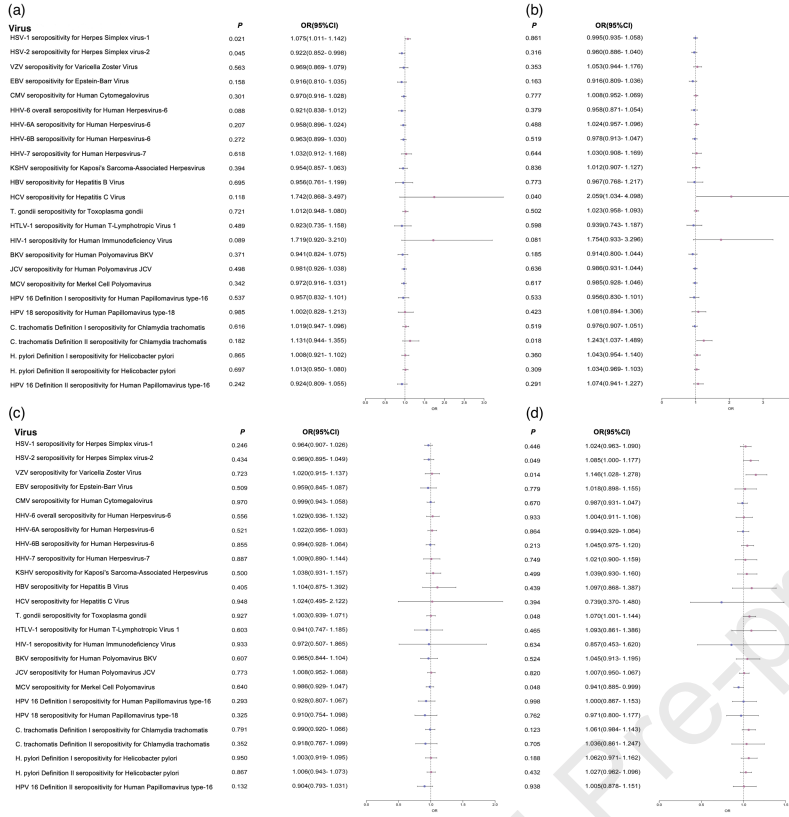 (a)
(b)
Virus P OR(95%CI) P OR(95%CI)
HSV-1 seropositivity for Herpes Simplex virus-1 0.021 1.075(1.011- 1.142) 0.861 0.995(0.935- 1.058)
HSV-2 seropositivity for Herpes Simplex virus-2 0.045 0.922(0.852- 0.998) 0.316 0.960(0.886- 1.040)
VZV seropositivity for Varicella Zoster Virus 0.563 0.969(0.869- 1.079) 0.353 1.053(0.944- 1.176)
EBV seropositivity for Epstein-Barr Virus 0.158 0.916(0.810- 1.035) 0.163 0.916(0.809- 1.036)
CMV seropositivity for Human Cytomegalovirus 0.301 0.970(0.916- 1.028) 0.777 1.008(0.952- 1.069)
HHV-6 overall seropositivity for Human Herpesvirus-6 0.088 0.921(0.838- 1.012) 0.379 0.958(0.871- 1.054)
HHV-6A seropositivity for Human Herpesvirus-6 0.207 0.958(0.896- 1.024) 0.488 1.024(0.957- 1.096)
HHV-6B seropositivity for Human Herpesvirus-6 0.272 0.963(0.899- 1.030) 0.519 0.978(0.913- 1.047)
HHV-7 seropositivity for Human Herpesvirus-7 0.618 1.032(0.912- 1.168) 0.644 1.030(0.908- 1.169)
KSHV seropositivity for Kaposi's Sarcoma-Associated Herpesvirus 0.394 0.954(0.857- 1.063) 0.836 1.012(0.907- 1.127)
HBV seropositivity for Hepatitis B Virus 0.695 0.956(0.761- 1.199) 0.773 0.967(0.768- 1.217)
HCV seropositivity for Hepatitis C Virus 0.118 1.742(0.868- 3.497) 0.040 2.059(1.034- 4.098)
T. gondii seropositivity for Toxoplasma gondii 0.721 1.012(0.948- 1.080) 0.502 1.023(0.958- 1.093)
HTLV-1 seropositivity for Human T-Lymphotropic Virus 1 0.489 0.923(0.735- 1.158) 0.598 0.939(0.743- 1.187)
HIV-1 seropositivity for Human Immunodeficiency Virus 0.089 1.719(0.920- 3.210) 0.081 1.754(0.933- 3.296)
BKV seropositivity for Human Polyomavirus BKV 0.371 0.941(0.824- 1.075) 0.185 0.914(0.800- 1.044)
JCV seropositivity for Human Polyomavirus JCV 0.498 0.981(0.926- 1.038) 0.636 0.986(0.931- 1.044)
MCV seropositivity for Merkel Cell Polyomavirus 0.342 0.972(0.916- 1.031) 0.617 0.985(0.928- 1.046)
HPV 16 Definition I seropositivity for Human Papillomavirus type-16 0.537 0.957(0.832- 1.101) 0.533 0.956(0.830- 1.101)
HPV 18 seropositivity for Human Papillomavirus type-18 0.985 1.002(0.828- 1.213) 0.423 1.081(0.894- 1.306)
C. trachomatis Definition I seropositivity for Chlamydia trachomatis 0.616 1.019(0.947- 1.096) 0.519 0.976(0.907- 1.051)
C. trachomatis Definition II seropositivity for Chlamydia trachomatis 0.182 1.131(0.944- 1.355) 0.018 1.243(1.037- 1.489)
H. pylori Definition I seropositivity for Helicobacter pylori 0.865 1.008(0.921- 1.102) 0.360 1.043(0.954- 1.140)
H. pylori Definition II seropositivity for Helicobacter pylori 0.697 1.013(0.950- 1.080) 0.309 1.034(0.969- 1.103)
HPV 16 Definition II seropositivity for Human Papillomavirus type-16 0.242 0.924(0.809- 1.055) 0.291 1.074(0.941- 1.227)
0.0 0.5 1.0 1.5 2.0 2.5 3.0 0 1 2 3
OR OR
(c)
(d)
Virus P OR(95%CI) P OR(95%CI)
HSV-1 seropositivity for Herpes Simplex virus-1 0.246 0.964(0.907- 1.026) 0.446 1.024(0.963- 1.090)
HSV-2 seropositivity for Herpes Simplex virus-2 0.434 0.969(0.895- 1.049) 0.049 1.085(1.000- 1.177)
VZV seropositivity for Varicella Zoster Virus 0.723 1.020(0.915- 1.137) 0.014 1.146(1.028- 1.278)
EBV seropositivity for Epstein-Barr Virus 0.509 0.959(0.845- 1.087) 0.779 1.018(0.898- 1.155)
CMV seropositivity for Human Cytomegalovirus 0.970 0.999(0.943- 1.058) 0.670 0.987(0.931- 1.047)
HHV-6 overall seropositivity for Human Herpesvirus-6 0.556 1.029(0.936- 1.132) 0.933 1.004(0.911- 1.106)
HHV-6A seropositivity for Human Herpesvirus-6 0.521 1.022(0.956- 1.093) 0.864 0.994(0.929- 1.064)
HHV-6B seropositivity for Human Herpesvirus-6 0.855 0.994(0.928- 1.064) 0.213 1.045(0.975- 1.120)
HHV-7 seropositivity for Human Herpesvirus-7 0.887 1.009(0.890- 1.144) 0.749 1.021(0.900- 1.159)
KSHV seropositivity for Kaposi's Sarcoma-Associated Herpesvirus 0.500 1.038(0.931- 1.157) 0.499 1.039(0.930- 1.160)
HBV seropositivity for Hepatitis B Virus 0.405 1.104(0.875- 1.392) 0.439 1.097(0.868- 1.387)
HCV seropositivity for Hepatitis C Virus 0.948 1.024(0.495- 2.122) 0.394 0.739(0.370- 1.480)
T. gondii seropositivity for Toxoplasma gondii 0.927 1.003(0.939- 1.071) 0.048 1.070(1.001- 1.144)
HTLV-1 seropositivity for Human T-Lymphotropic Virus 1 0.603 0.941(0.747- 1.185) 0.465 1.093(0.861- 1.386)
HIV-1 seropositivity for Human Immunodeficiency Virus 0.933 0.972(0.507- 1.865) 0.634 0.857(0.453- 1.620)
BKV seropositivity for Human Polyomavirus BKV 0.607 0.965(0.844- 1.104) 0.524 1.045(0.913- 1.195)
JCV seropositivity for Human Polyomavirus JCV 0.773 1.008(0.952- 1.068) 0.820 1.007(0.950- 1.067)
MCV seropositivity for Merkel Cell Polyomavirus 0.640 0.986(0.929- 1.047) 0.048 0.941(0.885- 0.999)
HPV 16 Definition I seropositivity for Human Papillomavirus type-16 0.293 0.928(0.807- 1.067) 0.998 1.000(0.867- 1.153)
HPV 18 seropositivity for Human Papillomavirus type-18 0.325 0.910(0.754- 1.098) 0.762 0.971(0.800- 1.177)
C. trachomatis Definition I seropositivity for Chlamydia trachomatis 0.791 0.990(0.920- 1.066) 0.123 1.061(0.984- 1.143)
C. trachomatis Definition II seropositivity for Chlamydia trachomatis 0.352 0.918(0.767- 1.099) 0.705 1.036(0.861- 1.247)
H. pylori Definition I seropositivity for Helicobacter pylori 0.950 1.003(0.919- 1.095) 0.188 1.062(0.971- 1.162)
H. pylori Definition II seropositivity for Helicobacter pylori 0.867 1.006(0.943- 1.073) 0.432 1.027(0.962- 1.096)
HPV 16 Definition II seropositivity for Human Papillomavirus type-16 0.132 0.904(0.793- 1.031) 0.938 1.005(0.878- 1.151)
0.0 0.5 1.0 1.5 2.0 0.0 0.5 1.0 1.5
OR OR
Pre-pr